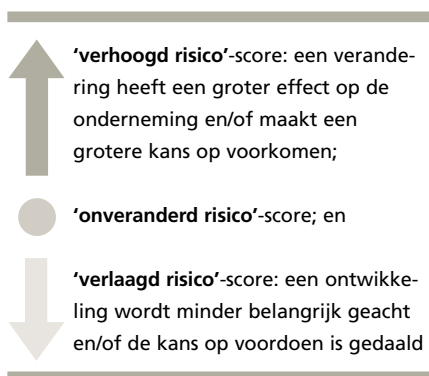 ‘verhoogd risico’-score: een verande-
ring heeft een groter effect op de
onderneming en/of maakt een
grotere kans op voorkomen;
‘onveranderd risico’-score; en
‘verlaagd risico’-score: een ontwikke-
ling wordt minder belangrijk geacht
en/of de kans op voordoen is gedaald